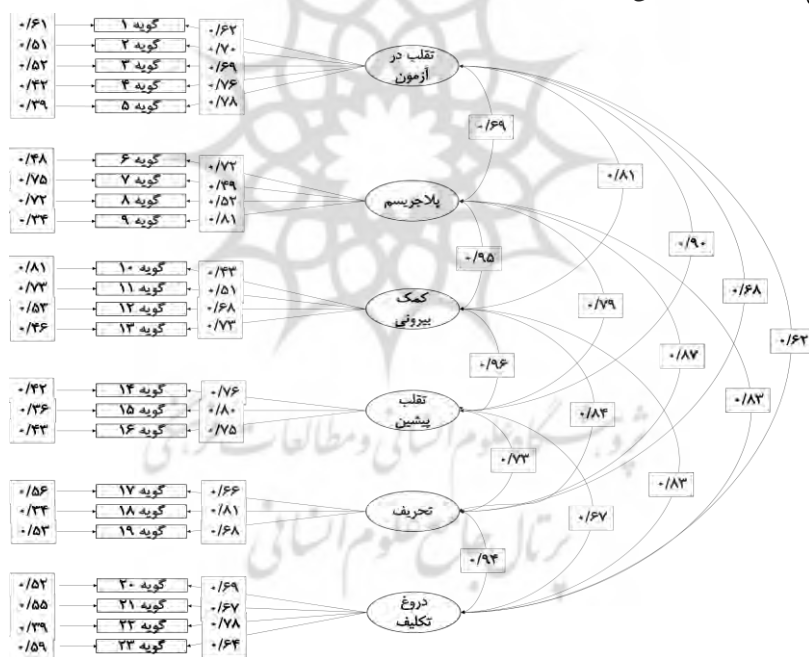 ۰/۶۱ گویه ۱ ۰/۶۲
۰/۵۱ گویه ۲ ۰/۷۰
۰/۵۲ گویه ۳ ۰/۶۹
۰/۴۲ گویه ۴ ۰/۷۶
۰/۳۹ گویه ۵ ۰/۷۸
تقلب در
آزمون
۰/۴۸ گویه ۶ ۰/۷۲
۰/۷۵ گویه ۷ ۰/۴۹
۰/۷۲ گویه ۸ ۰/۵۲
۰/۳۴ گویه ۹ ۰/۸۱
پلاجریسم
۰/۸۱ گویه ۱۰ ۰/۴۳
۰/۷۳ گویه ۱۱ ۰/۵۱
۰/۵۳ گویه ۱۲ ۰/۶۸
۰/۴۶ گویه ۱۳ ۰/۷۳
کمک
بیرونی
۰/۴۲ گویه ۱۴ ۰/۷۶
۰/۳۶ گویه ۱۵ ۰/۸۰
۰/۴۳ گویه ۱۶ ۰/۷۵
تقلب
پیشین
۰/۵۶ گویه ۱۷ ۰/۶۶
۰/۳۴ گویه ۱۸ ۰/۸۱
۰/۵۳ گویه ۱۹ ۰/۶۸
تحریف
۰/۵۲ گویه ۲۰ ۰/۶۹
۰/۵۵ گویه ۲۱ ۰/۶۷
۰/۳۹ گویه ۲۲ ۰/۷۸
۰/۵۹ گویه ۲۳ ۰/۶۴
دروغ
تکلیف
۰/۶۹
۰/۸۱
۰/۹۰
۰/۹۵
۰/۶۸
۰/۷۹
۰/۶۲
۰/۸۷
۰/۹۶
۰/۸۳
۰/۸۴
۰/۷۳
۰/۸۳
۰/۶۷
۰/۹۴
پژوهشگاه علوم انسانی و مطالعات فرهنگی
پرتال جامع علوم انسانی